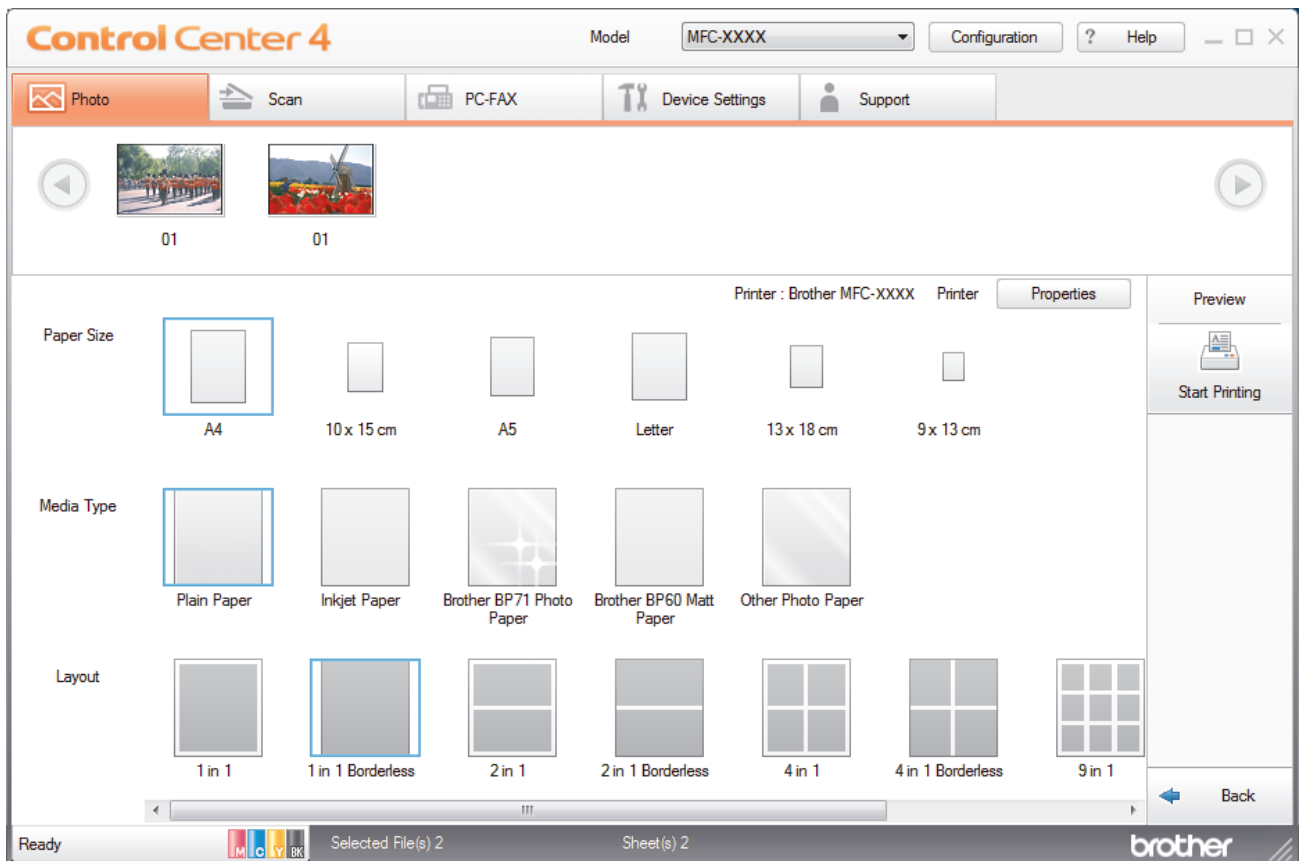 Control Center 4
Model
MFC-XXXX
Configuration
? Help
Photo
Scan
PC-FAX
Device Settings
Support
01
01
Printer : Brother MFC-XXXX Printer
Properties
Preview
Start Printing
Paper Size
A4
10 x 15 cm
A5
Letter
13 x 18 cm
9 x 13 cm
Media Type
Plain Paper
Inkjet Paper
Brother BP71 Photo
Paper
Brother BP60 Matt
Paper
Other Photo Paper
Layout
1 in 1
1 in 1 Borderless
2 in 1
2 in 1 Borderless
4 in 1
4 in 1 Borderless
9 in 1
Back
Ready
M C Y BK
Selected File(s) 2
Sheet(s) 2
brother